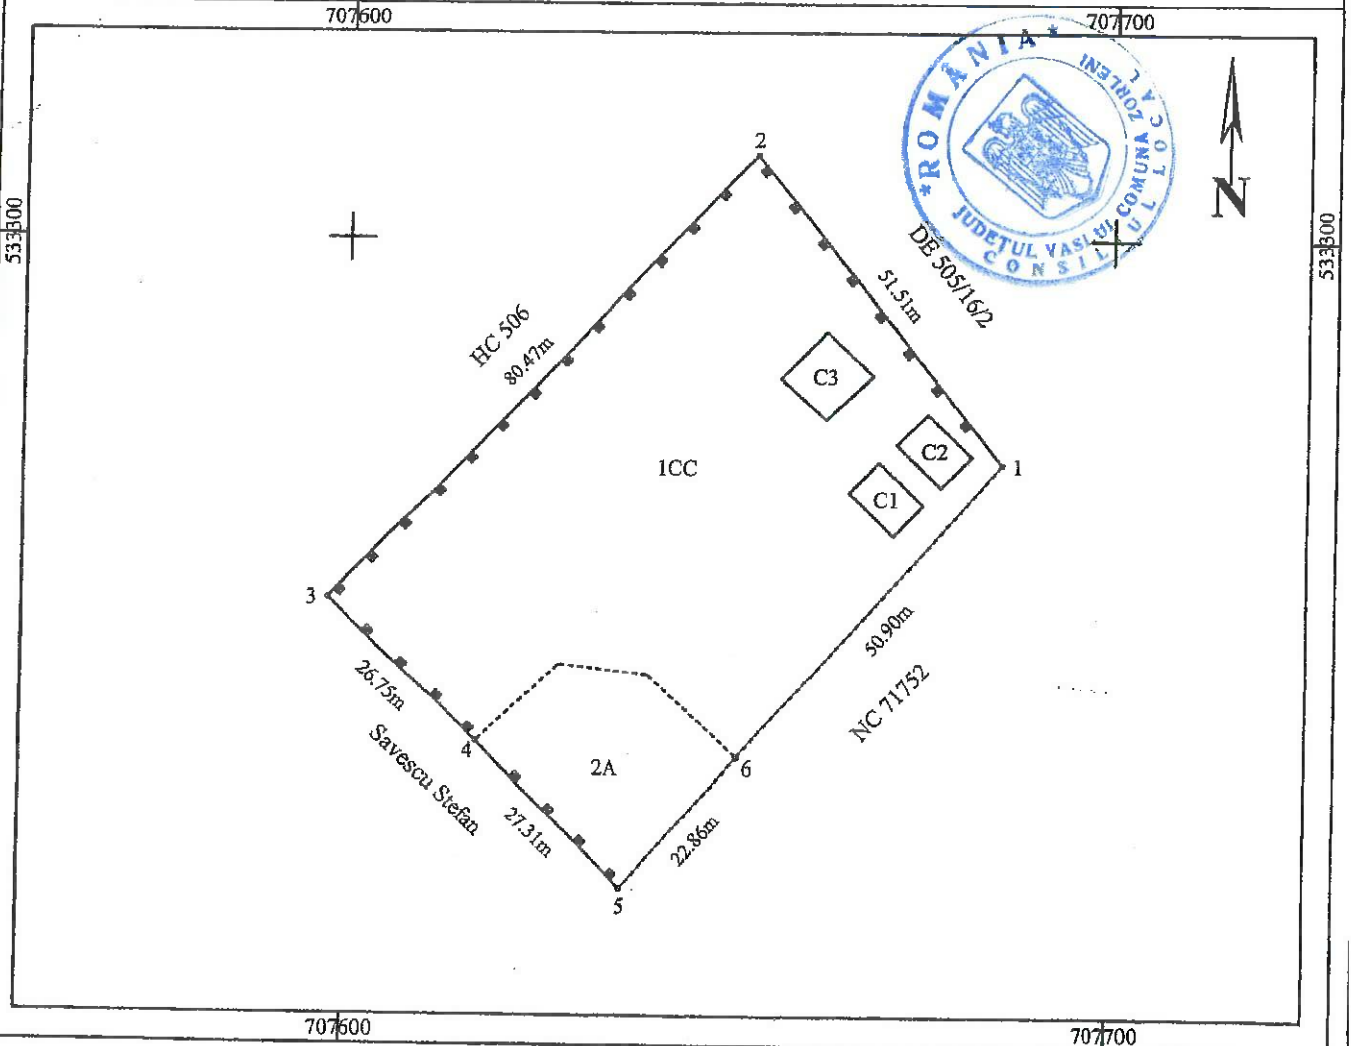 707600
707700
*ROMÂNIA*
CONSILIUL LOCAL
JUDEȚUL VASLUI COMUNA ZORLENI
N
2
533300
533300
DE 505/16/2
51.51m
HC 506
80.47m
C3
C2
1CC
1
C1
3
50.90m
26.75m
NC 71752
4
Savescu Stefan
2A
6
27.31m
22.86m
5
707600
707700